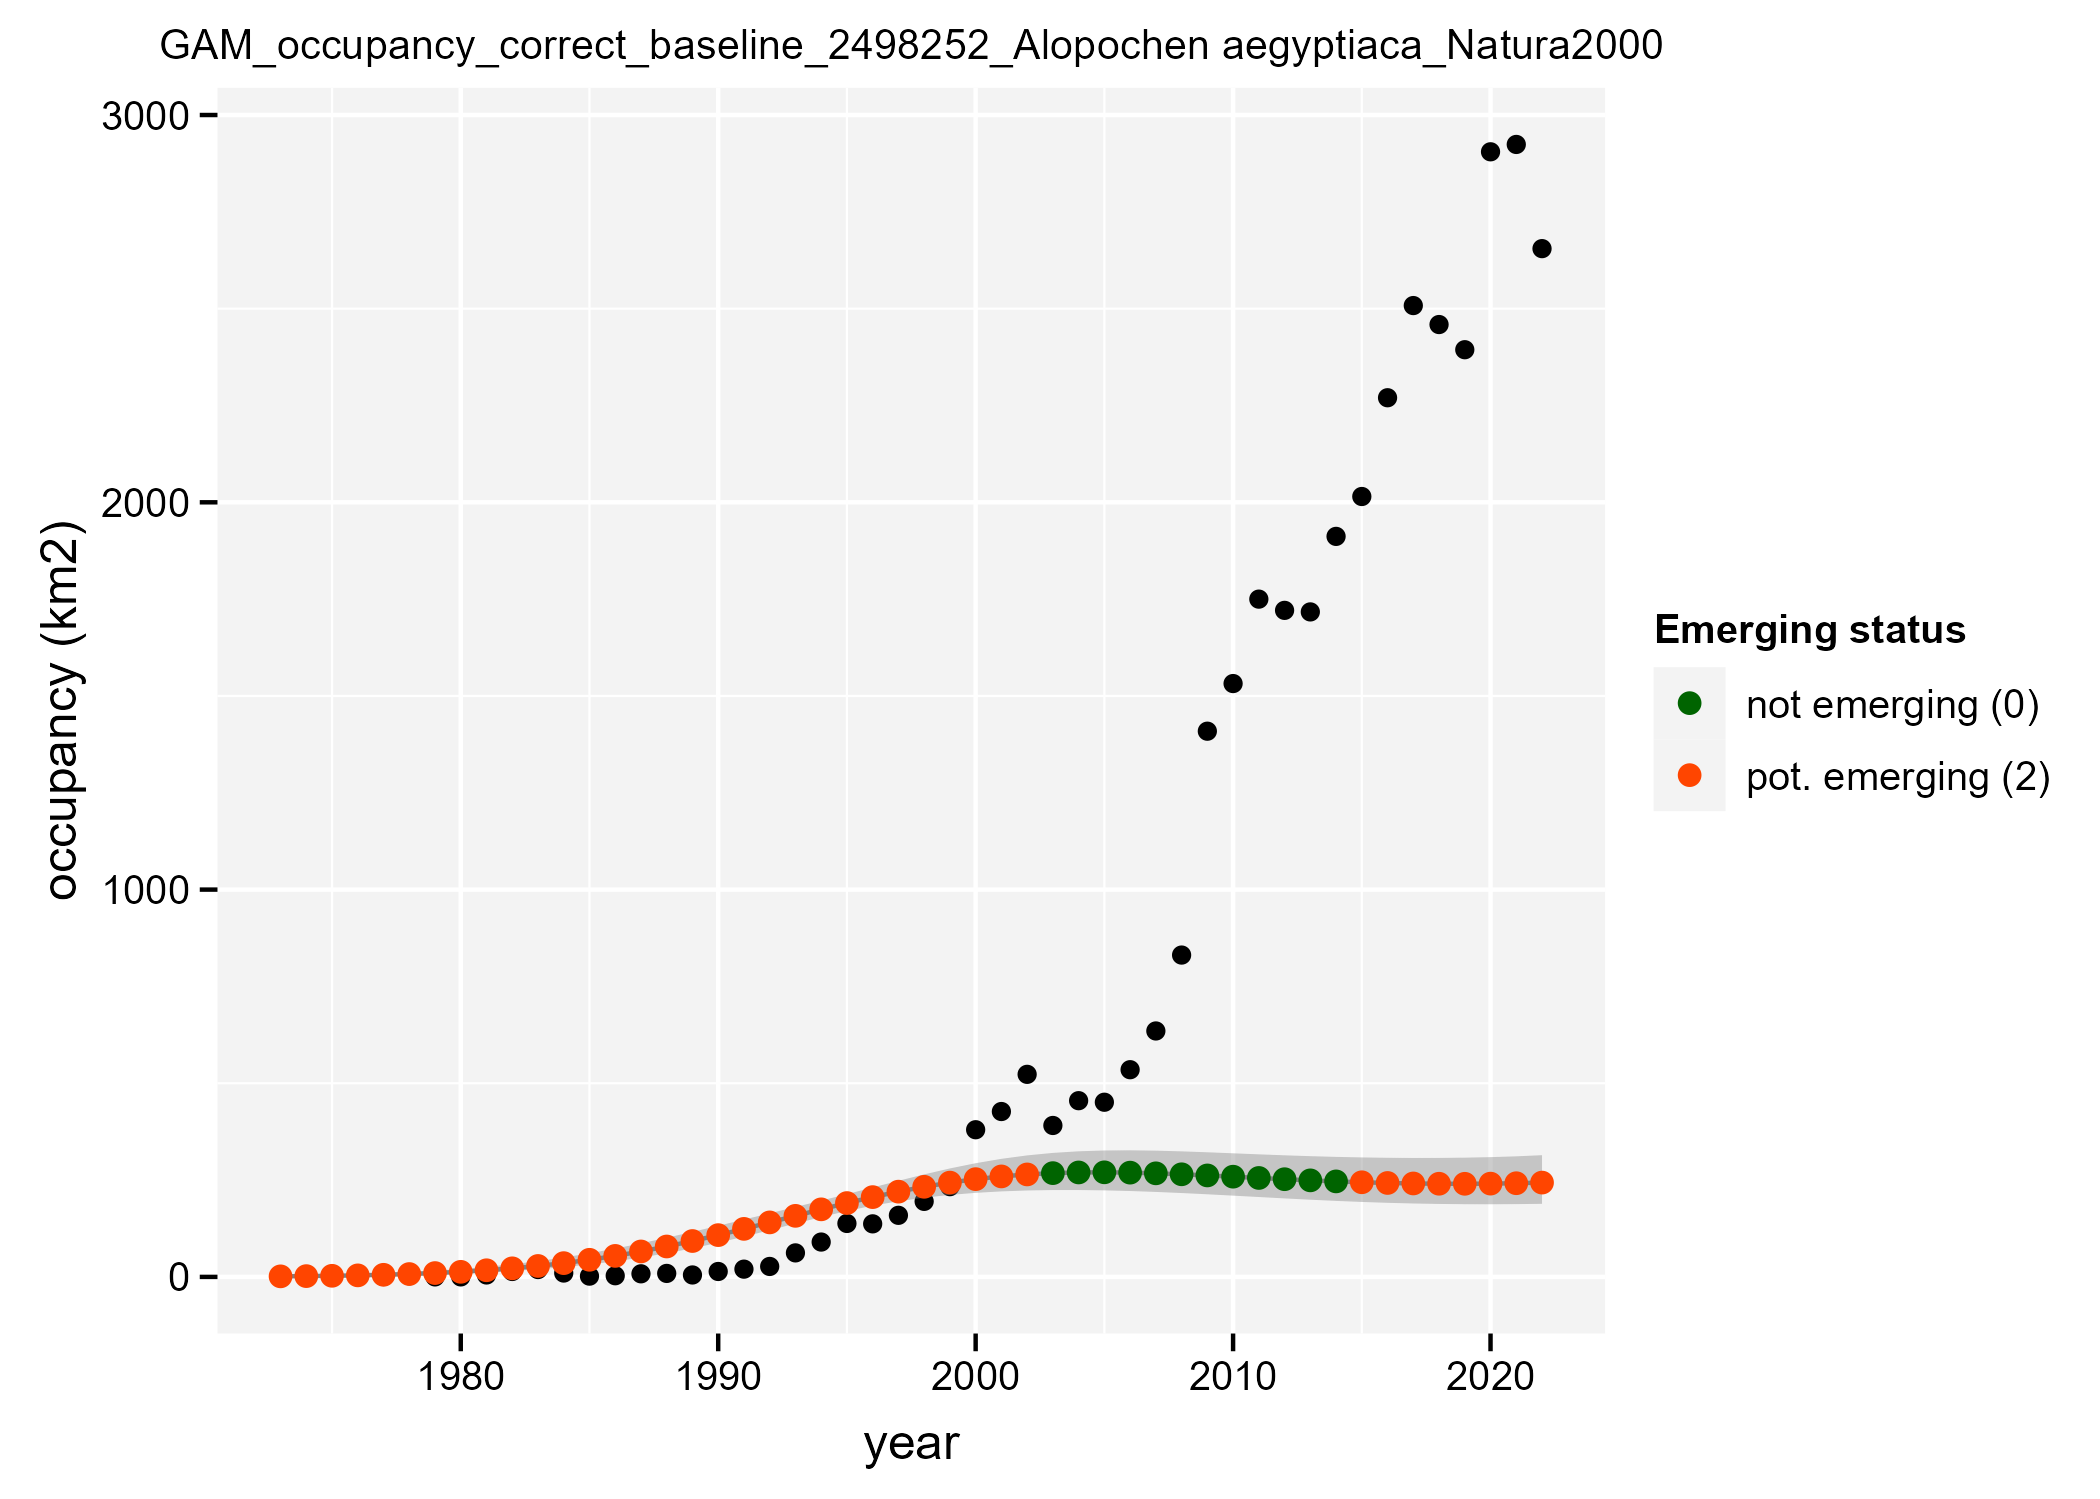 GAM_occupancy_correct_baseline_2498252_Alopochen aegyptiaca_Natura2000
3000
2000
1000
0
occupancy (km2)
1980 1990 2000 2010 2020
year
Emerging status
not emerging (0)
pot. emerging (2)